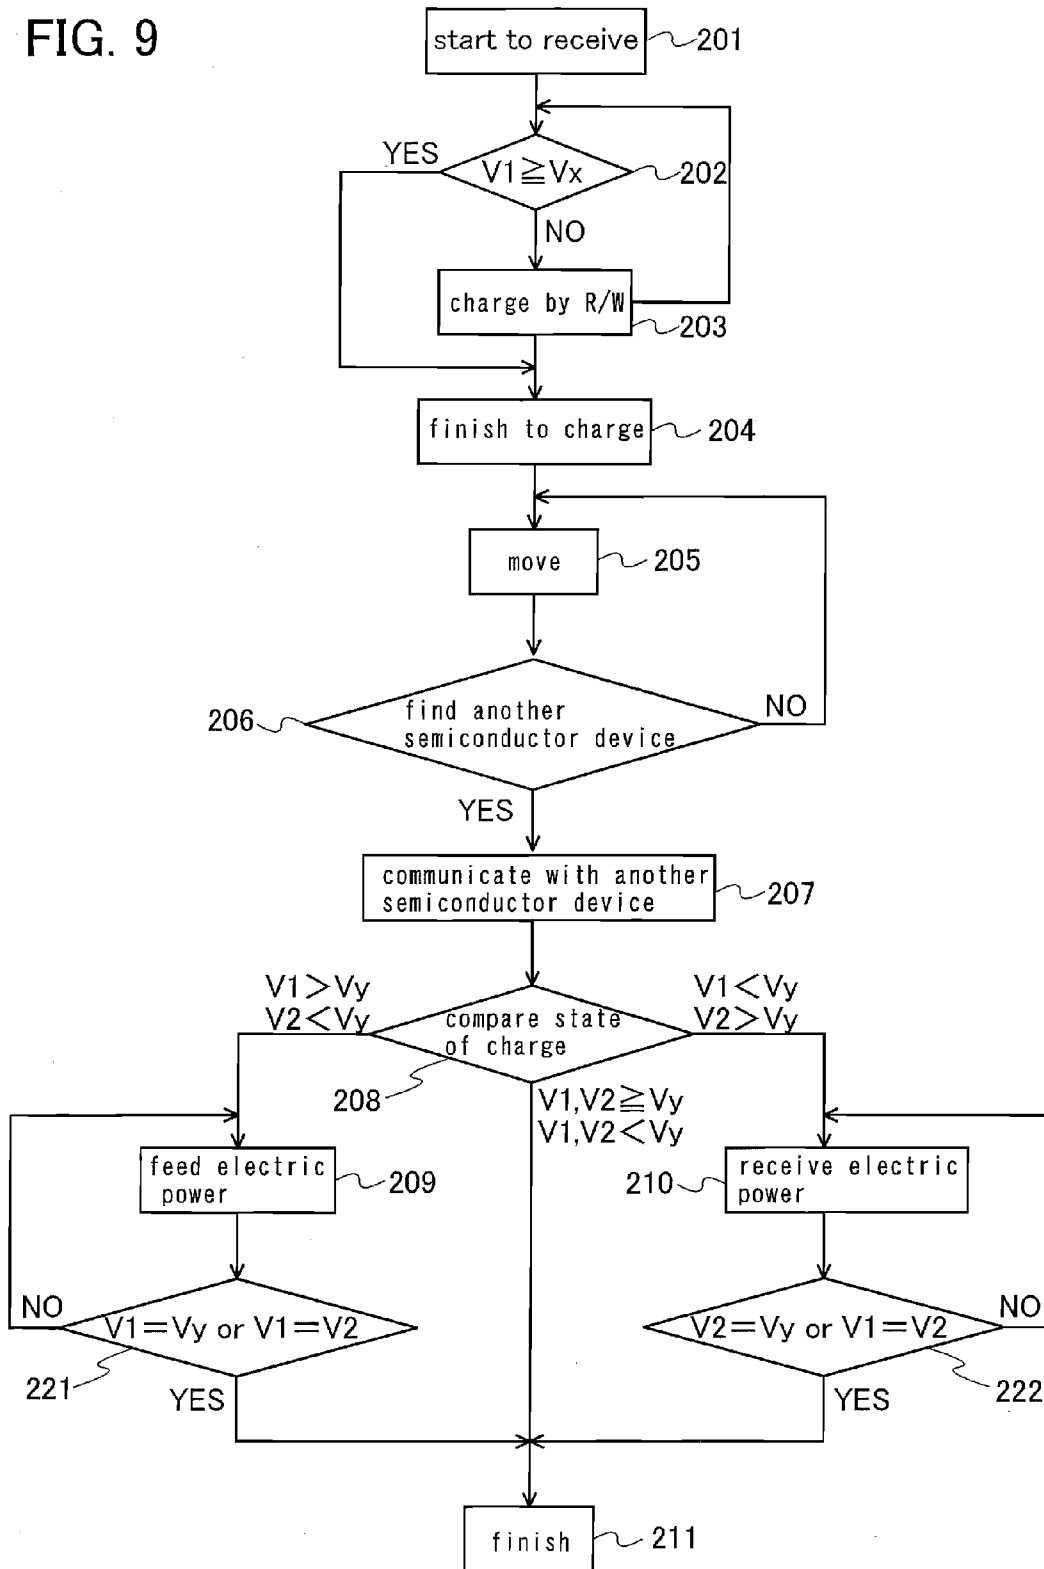 FIG. 9
start to receive
201
YES
V1≧Vx
202
NO
charge by R/W
203
finish to charge
204
move
205
206
find another
semiconductor device
NO
YES
communicate with another
semiconductor device
207
V1>Vy
V2<Vy
compare state
of charge
V1<Vy
V2>Vy
208
V1,V2≧Vy
V1,V2<Vy
feed electric
power
209
210
receive electric
power
NO
V1=Vy or V1=V2
221
YES
V2=Vy or V1=V2
NO
222
YES
finish
211